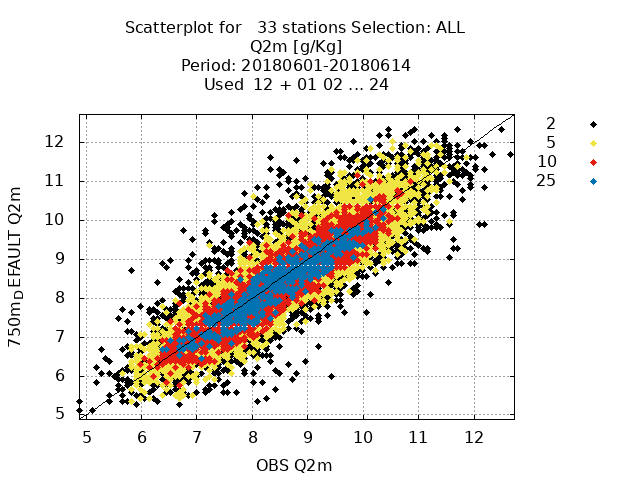 Scatterplot for   33 stations Selection: ALL
Q2m [g/Kg]
Period: 20180601-20180614
Used  12 + 01 02 ... 24
2
5
10
25
12
11
10
9
8
7
6
5
750mDEFAULT Q2m
5 6 7 8 9 10 11 12
OBS Q2m